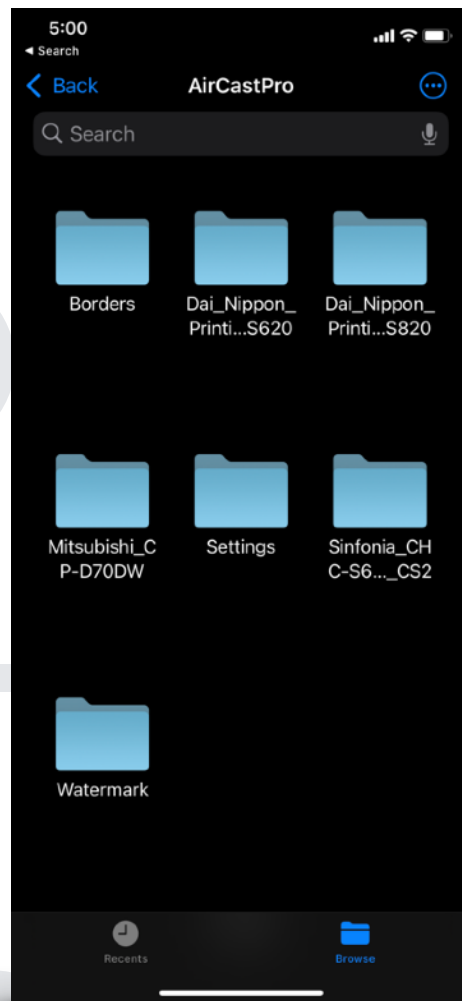 5:00
Search
Back
AirCastPro
Search
Borders
Dai_Nippon_
Printi...S620
Dai_Nippon_
Printi...S820
Mitsubishi_C
P-D70DW
Settings
Sinfonia_CH
C-S6..._CS2
Watermark
Recents
Browse